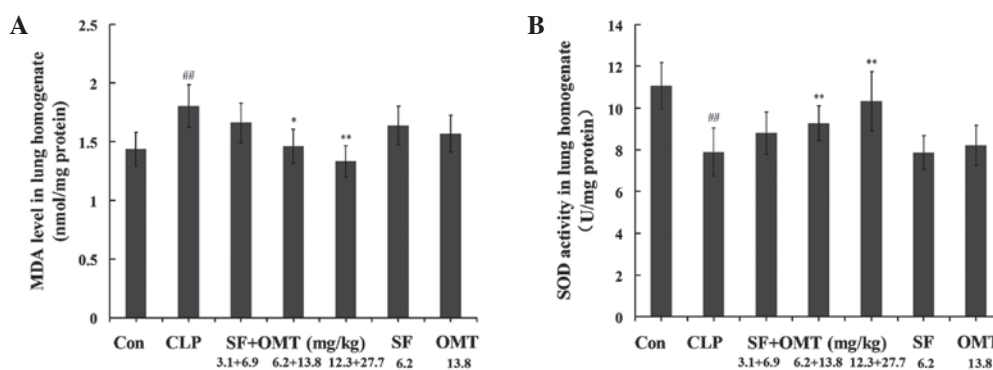 A
MDA level in lung homogenate
(nmol/mg protein)
2.5
2
1.5
1
0.5
0
##
*
**
Con CLP SF+OMT (mg/kg) SF OMT
3.1+6.9 6.2+13.8 12.3+27.7 6.2 13.8
B
SOD activity in lung homogenate
(U/mg protein)
14
12
10
8
6
4
2
0
##
**
**
Con CLP SF+OMT (mg/kg) SF OMT
3.1+6.9 6.2+13.8 12.3+27.7 6.2 13.8